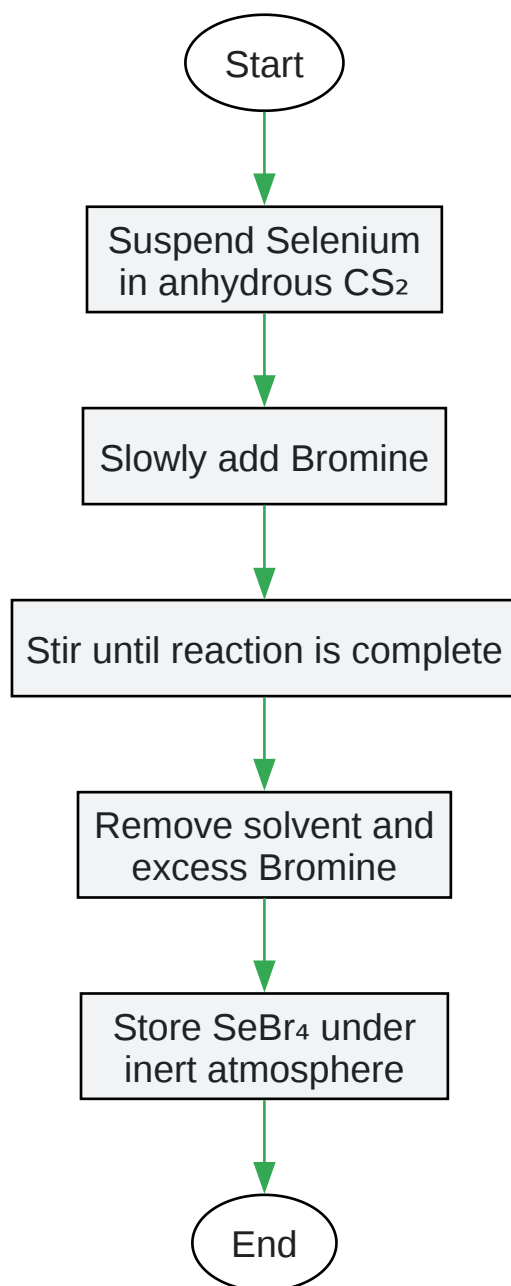 Start
Suspend Selenium
in anhydrous CS₂
Slowly add Bromine
Stir until reaction is complete
Remove solvent and
excess Bromine
Store SeBr₄ under
inert atmosphere
End